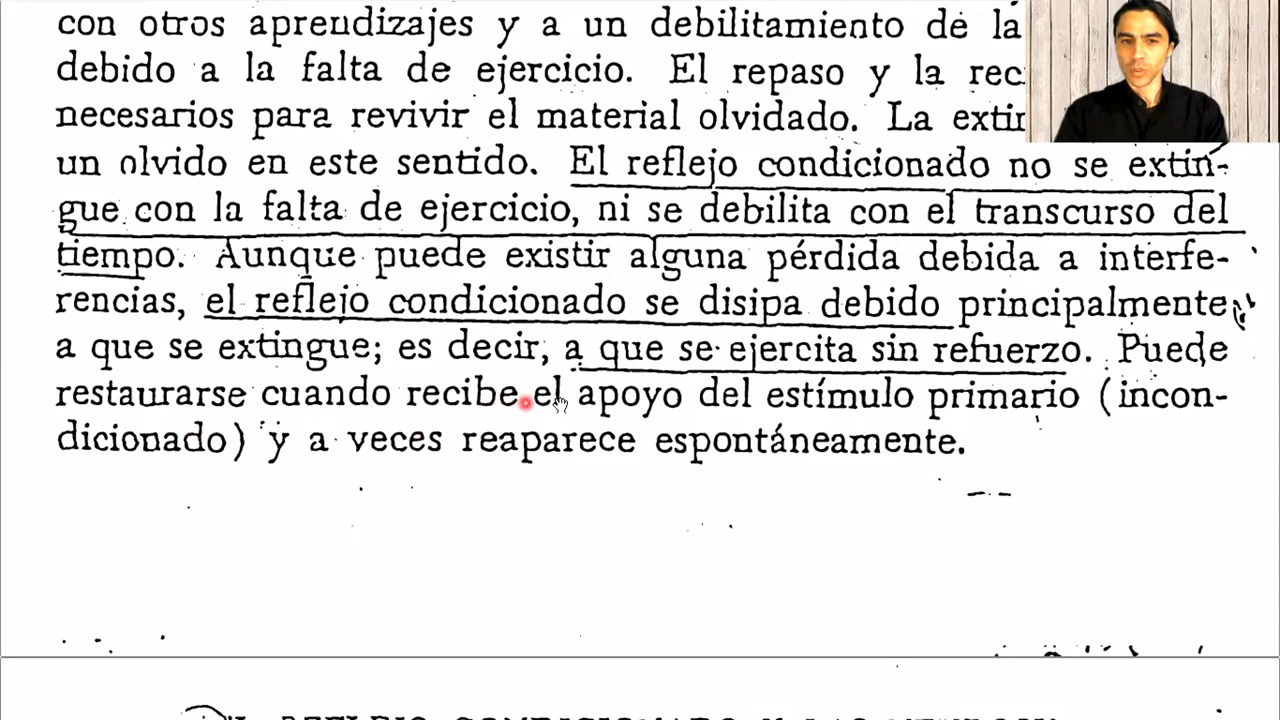 con otros aprendizajes y a un debilitamiento de la
debido a la falta de ejercicio. El repaso y la
necesarios para revivir el material olvidado. La
un olvido en este sentido. El reflejo condicionado no se extin-
gue con la falta de ejercicio, ni se debilita con el transcurso del
tiempo. Aunque puede existir alguna pérdida debida a interfe-
rencias, el reflejo condicionado se disipa debido principalmente
a que se extingue; es decir, a que se ejercita sin refuerzo. Puede
restaurarse cuando recibe el apoyo del estímulo primario (incon-
dicionado) y a veces reaparece espontáneamente.